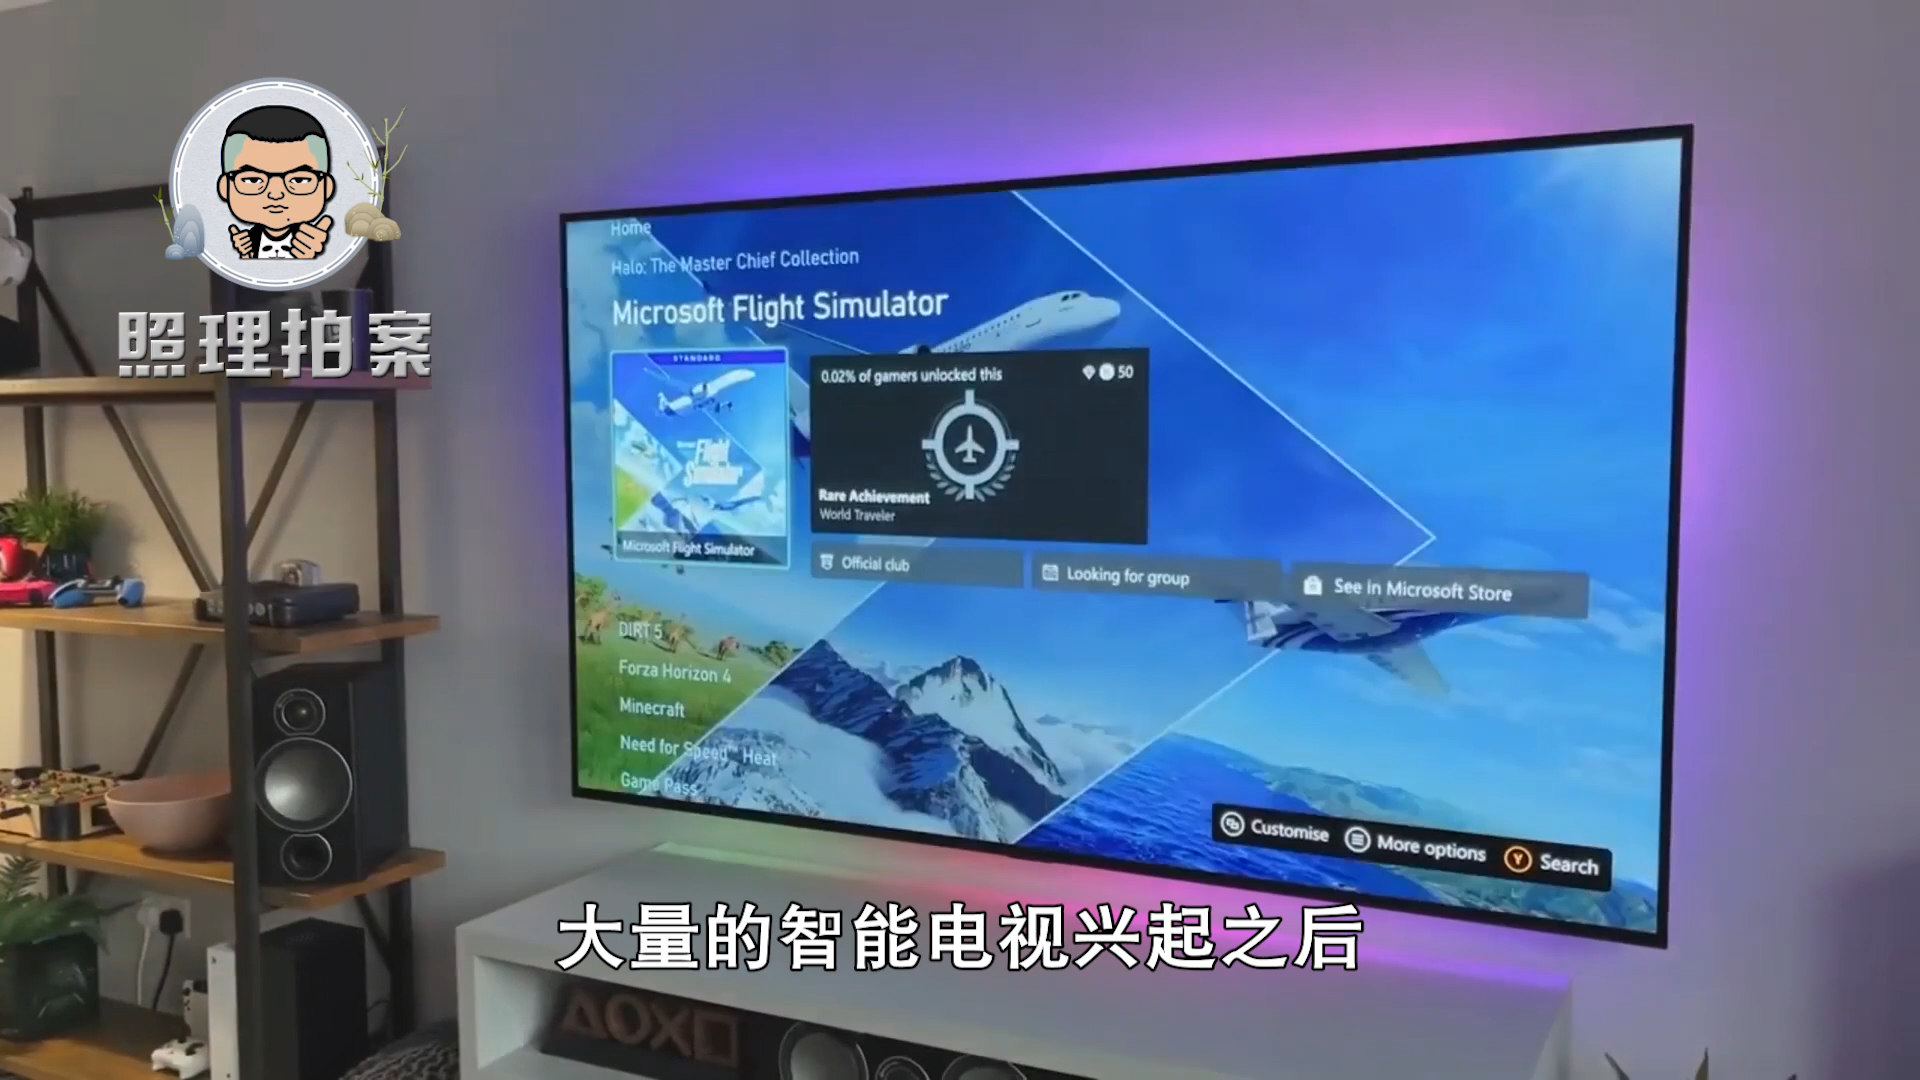 照理拍案
Home
Halo: The Master Chief Collection
Microsoft Flight Simulator
STANDARD
Flight
Simulator
Microsoft Flight Simulator
0.02% of gamers unlocked this
50
Rare Achievement
World Traveler
Official club
Looking for group
See in Microsoft Store
DIRT 5
Forza Horizon 4
Minecraft
Need for Speed™ Heat
Game Pass
Customise
More options
Y Search
大量的智能电视兴起之后